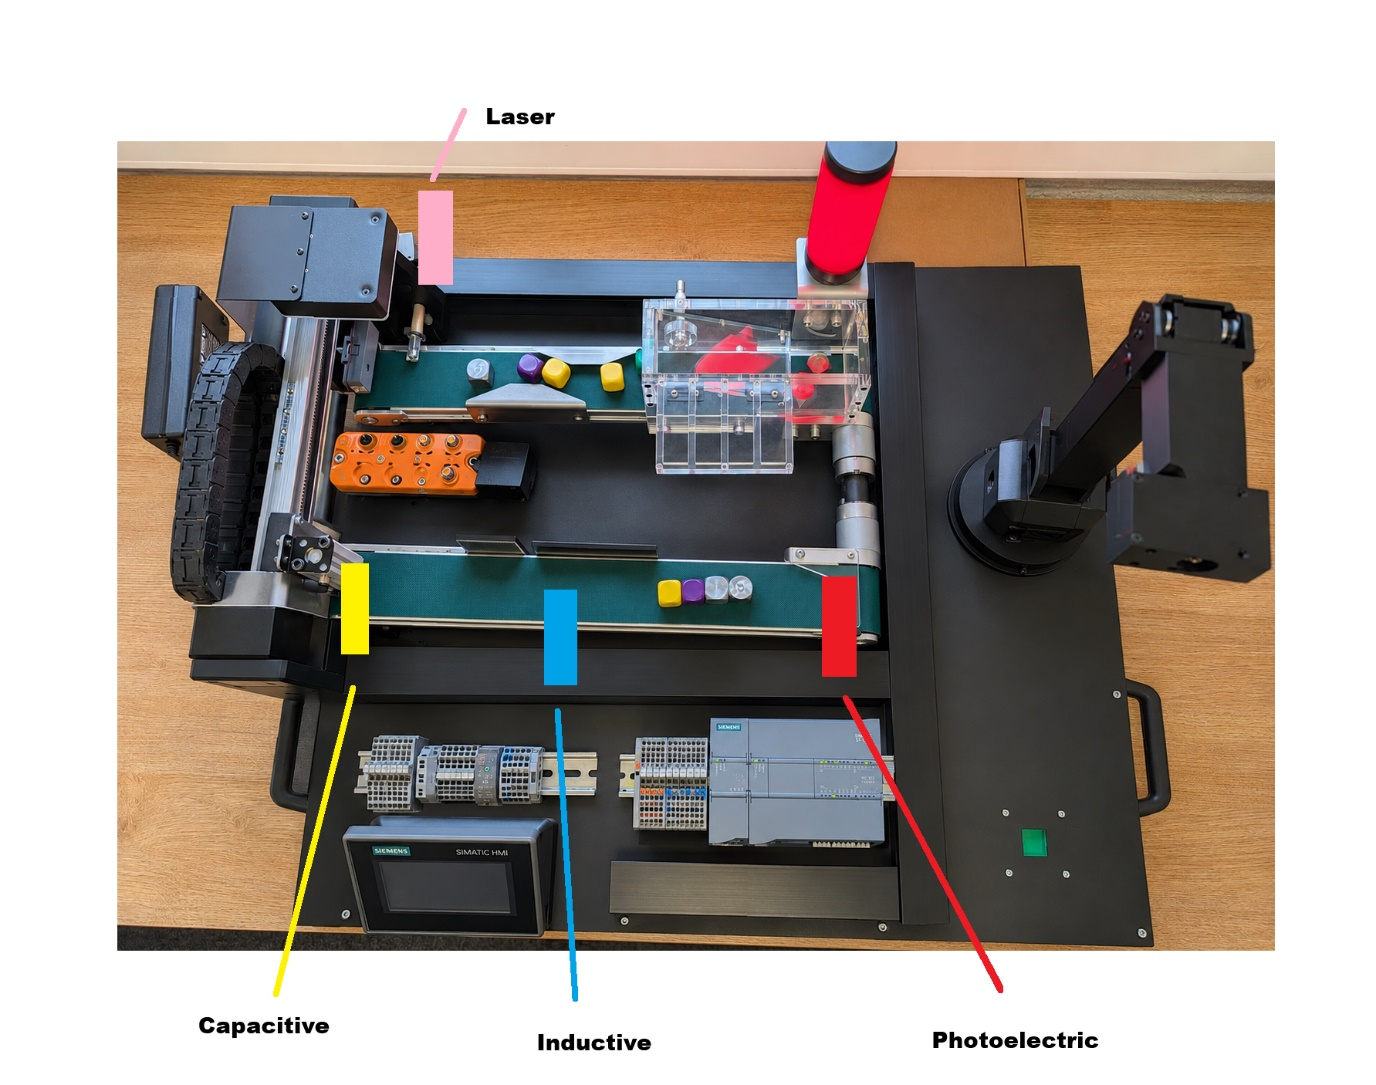 Laser
SIEMENS
SIEMENS
SIMATIC HMI
Capacitive
Inductive
Photoelectric